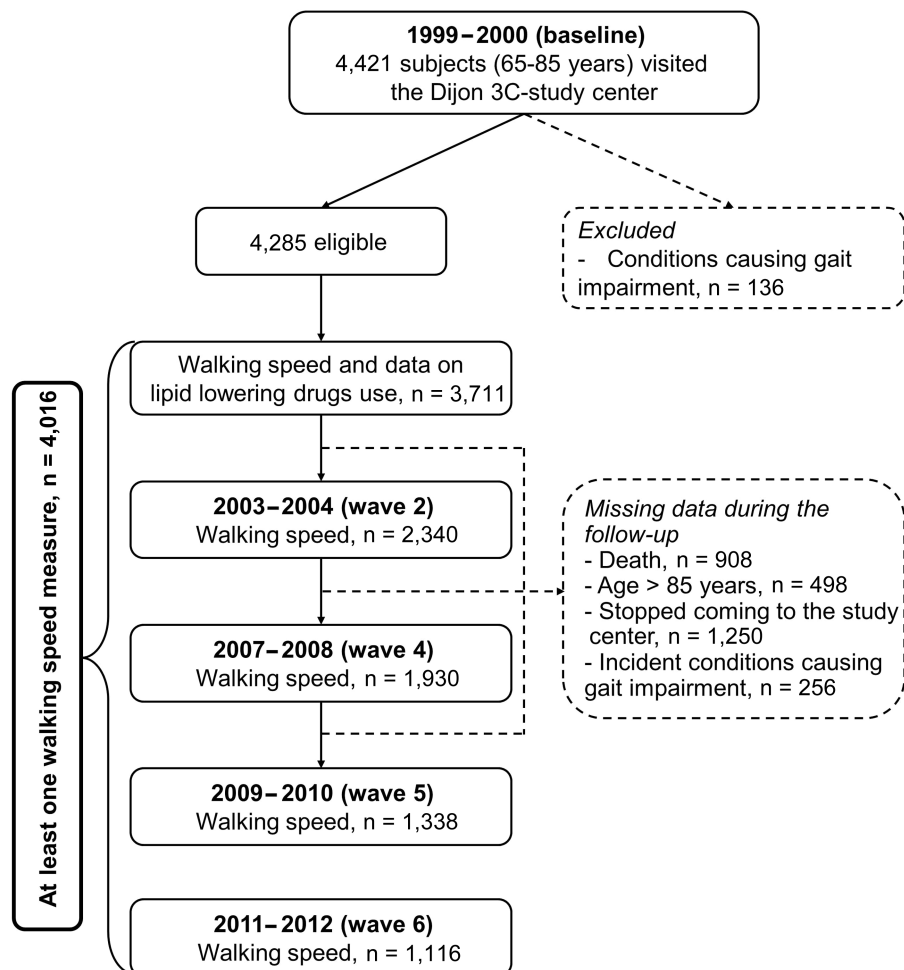 1999–2000 (baseline)
4,421 subjects (65-85 years) visited
the Dijon 3C-study center
4,285 eligible
Excluded
- Conditions causing gait
impairment, n = 136
Walking speed and data on
lipid lowering drugs use, n = 3,711
At least one walking speed measure, n = 4,016
2003–2004 (wave 2)
Walking speed, n = 2,340
Missing data during the
follow-up
- Death, n = 908
- Age > 85 years, n = 498
- Stopped coming to the study
center, n = 1,250
- Incident conditions causing
gait impairment, n = 256
2007–2008 (wave 4)
Walking speed, n = 1,930
2009–2010 (wave 5)
Walking speed, n = 1,338
2011–2012 (wave 6)
Walking speed, n = 1,116